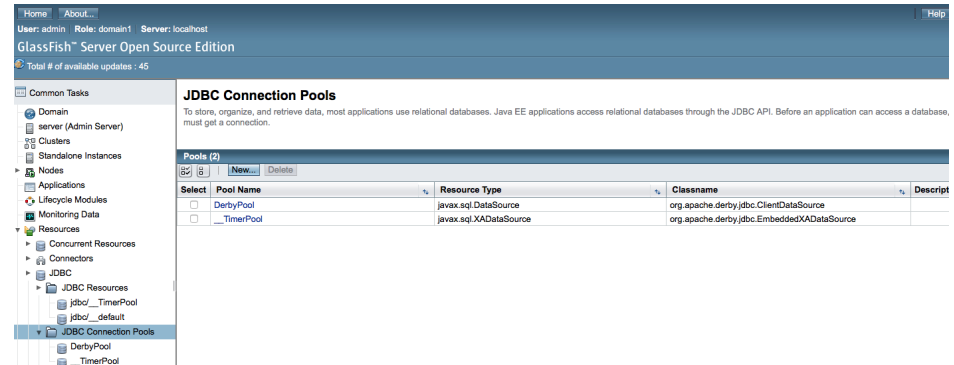 Home About... Help
User: admin Role: domain1 Server: localhost
GlassFish™ Server Open Source Edition
Total # of available updates : 45
Common Tasks
Domain
server (Admin Server)
Clusters
Standalone Instances
Nodes
Applications
Lifecycle Modules
Monitoring Data
Resources
Concurrent Resources
Connectors
JDBC
JDBC Resources
jdbc/__TimerPool
jdbc/__default
JDBC Connection Pools
DerbyPool
__TimerPool
JDBC Connection Pools
To store, organize, and retrieve data, most applications use relational databases. Java EE applications access relational databases through the JDBC API. Before an application can access a database,
must get a connection.
Pools (2)
New... Delete
Select Pool Name Resource Type Classname Descript
DerbyPool javax.sql.DataSource org.apache.derby.jdbc.ClientDataSource
__TimerPool javax.sql.XADataSource org.apache.derby.jdbc.EmbeddedXADataSource